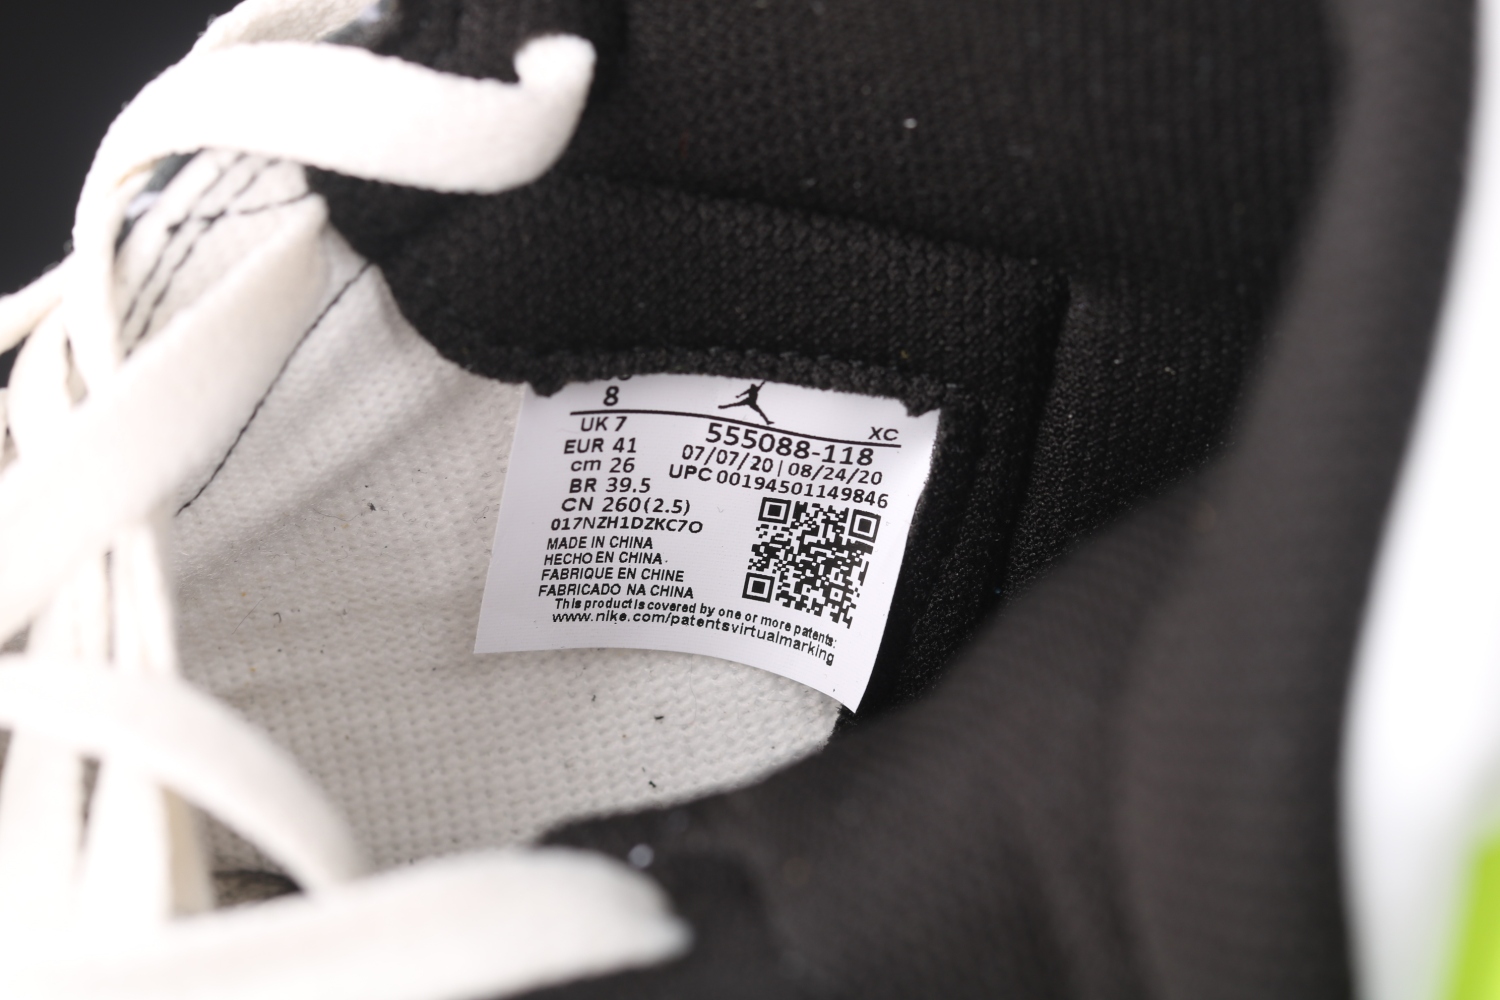 8
XC
UK 7
EUR 41
cm 26
BR 39.5
CN 260(2.5)
017NZH1DZKC7O
555088-118
07/07/20 | 08/24/20
UPC 00194501149846
MADE IN CHINA
HECHO EN CHINA
FABRIQUE EN CHINE
FABRICADO NA CHINA
This product is covered by one or more patents:
www.nike.com/patentsvirtualmarking